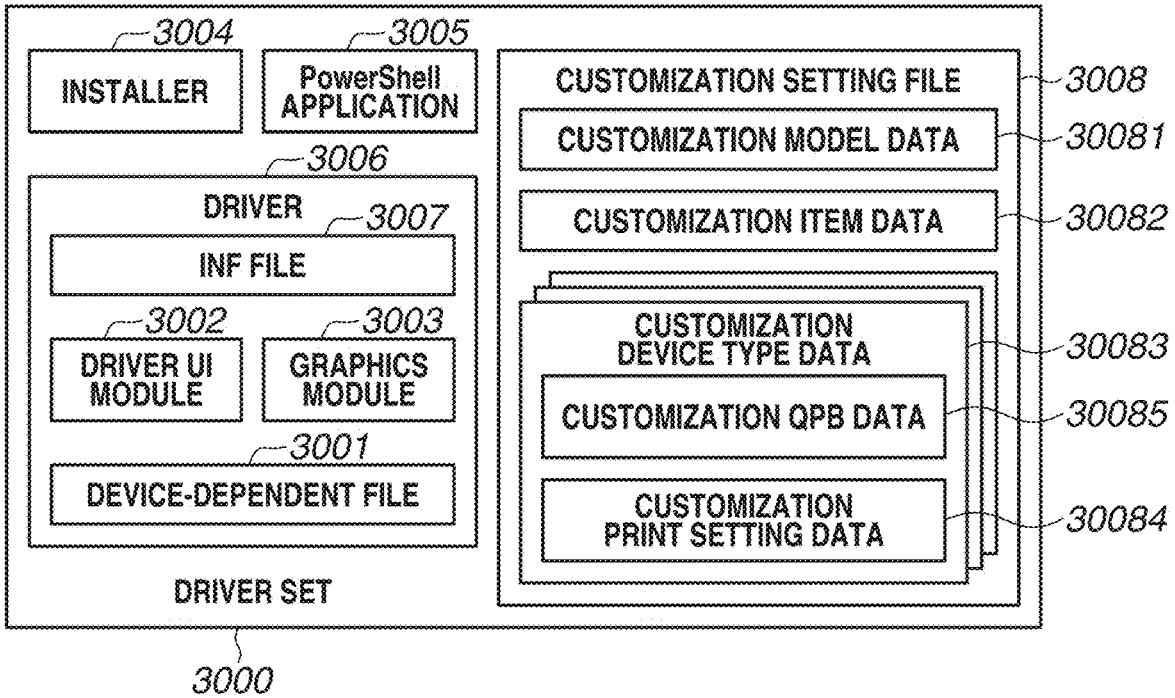 3004
INSTALLER
3005
PowerShell
APPLICATION
3006
DRIVER
3007
INF FILE
3002
DRIVER UI
MODULE
3003
GRAPHICS
MODULE
3001
DEVICE-DEPENDENT FILE
DRIVER SET
3000
CUSTOMIZATION SETTING FILE
3008
CUSTOMIZATION MODEL DATA
30081
CUSTOMIZATION ITEM DATA
30082
CUSTOMIZATION
DEVICE TYPE DATA
30083
CUSTOMIZATION QPB DATA
30085
CUSTOMIZATION
PRINT SETTING DATA
30084